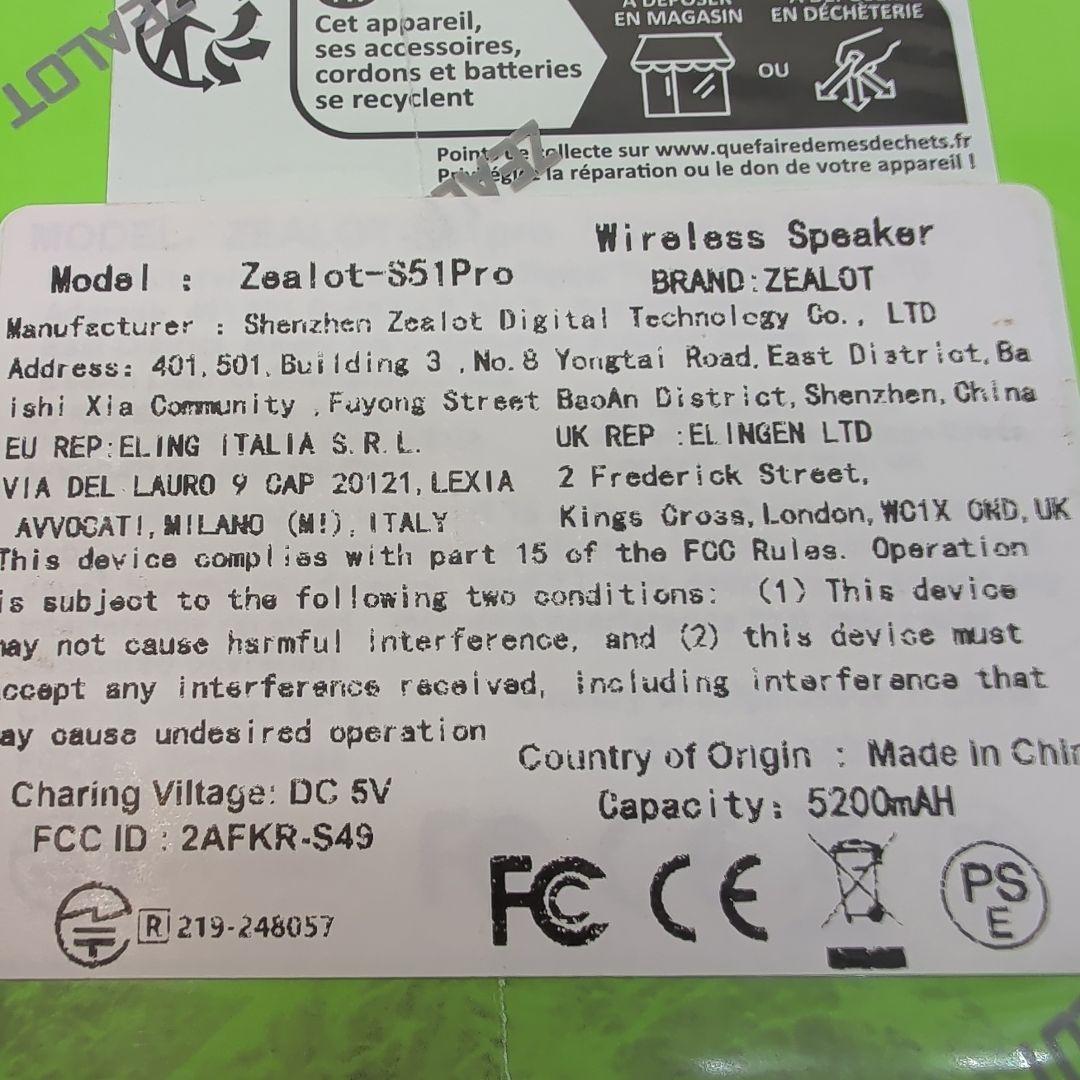 ZEALOT
À DÉPOSER
EN MAGASIN
À DÉPOSER
EN DÉCHÈTERIE
Cet appareil,
ses accessoires,
cordons et batteries
se recyclent
OU
Points de collecte sur www.quefairedemesdechets.fr
Privilégiez la réparation ou le don de votre appareil !
ZEAL
Wireless Speaker
Model : Zealot-S51Pro BRAND:ZEALOT
Manufacturer : Shenzhen Zealot Digital Technology Co., LTD
Address: 401, 501, Building 3 , No. 8 Yongtai Road, East District, Ba
ishi Xia Community , Fuyong Street BaoAn District, Shenzhen, China
EU REP:ELING ITALIA S. R. L. UK REP :ELINGEN LTD
VIA DEL LAURO 9 CAP 20121, LEXIA 2 Frederick Street,
AVVOCATI, MILANO (MI), ITALY Kings Cross, London, WC1X 0ND, UK
This device complies with part 15 of the FCC Rules. Operation
is subject to the following two conditions: (1) This device
may not cause harmful interference, and (2) this device must
ccept any interference received, including interference that
ay cause undesired operation
Country of Origin : Made in Chin
Charing Viltage: DC 5V Capacity: 5200mAH
FCC ID : 2AFKR-S49
R 219-248057
FC CE PS E